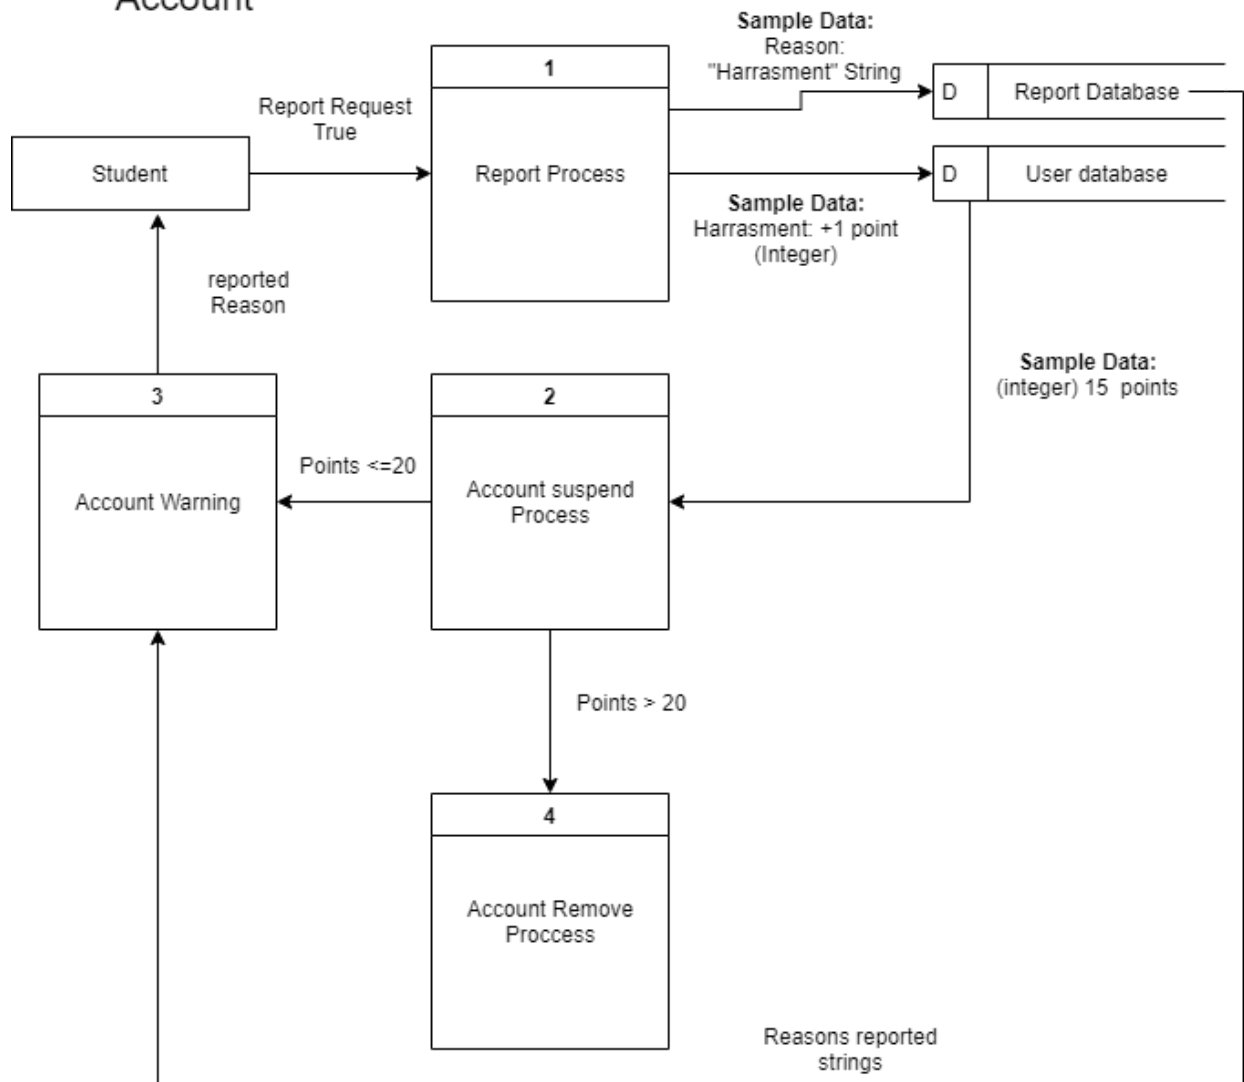 Account
Sample Data:
Reason:
"Harrasment" String
1
D
Report Database
Report Request
True
Student
Report Process
D
User database
Sample Data:
Harrasment: +1 point
(Integer)
reported
Reason
Sample Data:
(integer) 15 points
3
2
Points <=20
Account Warning
Account suspend
Process
Points > 20
4
Account Remove
Proccess
Reasons reported
strings